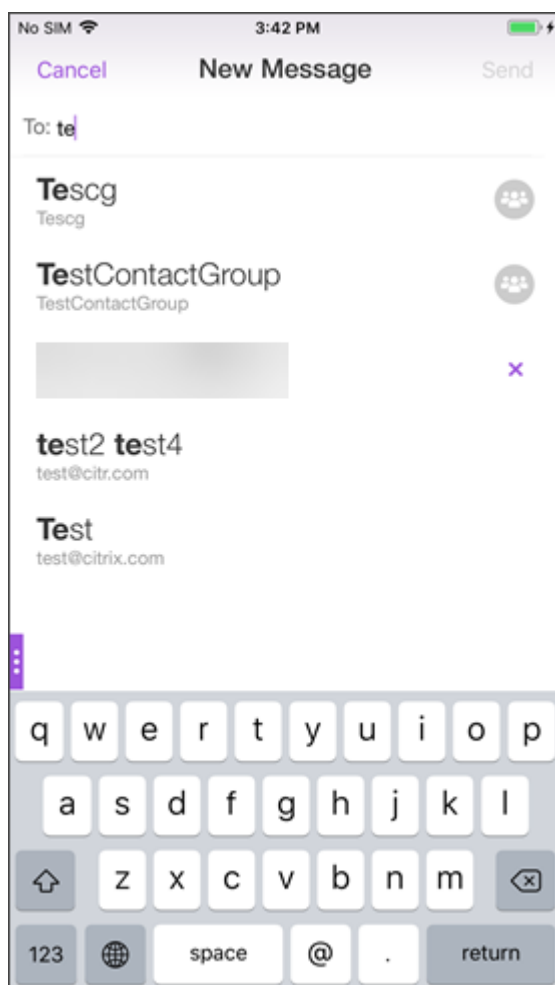 No SIM 3:42 PM
Cancel New Message Send
To: te
Tescg
Tescg
TestContactGroup
TestContactGroup
test2 test4
test@citr.com
Test
test@citrix.com
q w e r t y u i o p
a s d f g h j k l
z x c v b n m
123 space @ . return